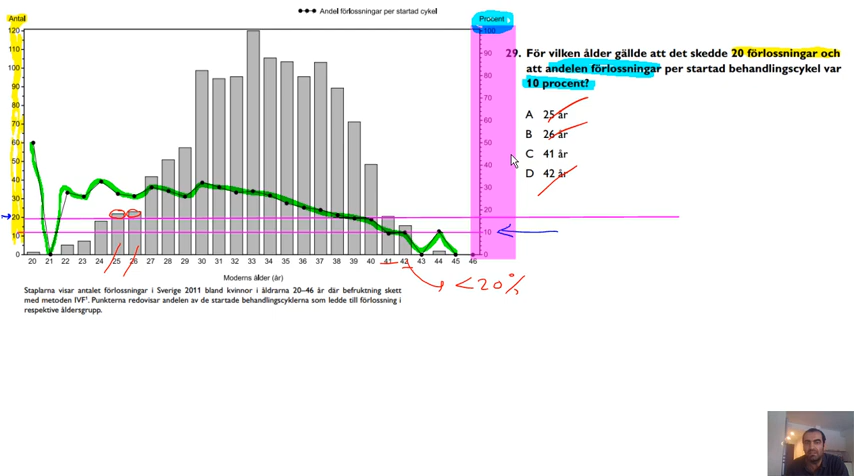 Andel förlossningar per startad cykel
Antal
Procent
120
110
100
90
80
70
60
50
40
30
20
10
0
100
90
80
70
60
50
40
30
20
10
0
20 21 22 23 24 25 26 27 28 29 30 31 32 33 34 35 36 37 38 39 40 41 42 43 44 45 46
Moderns ålder (år)
Staplarna visar antalet förlossningar i Sverige 2011 bland kvinnor i åldrarna 20–46 år där befruktning skett
med metoden IVF¹. Punkterna redovisar andelen av de startade behandlingscyklerna som ledde till förlossning i
respektive åldersgrupp.
29. För vilken ålder gällde att det skedde 20 förlossningar och
att andelen förlossningar per startad behandlingscykel var
10 procent?
A 25 år
B 26 år
C 41 år
D 42 år
<20%